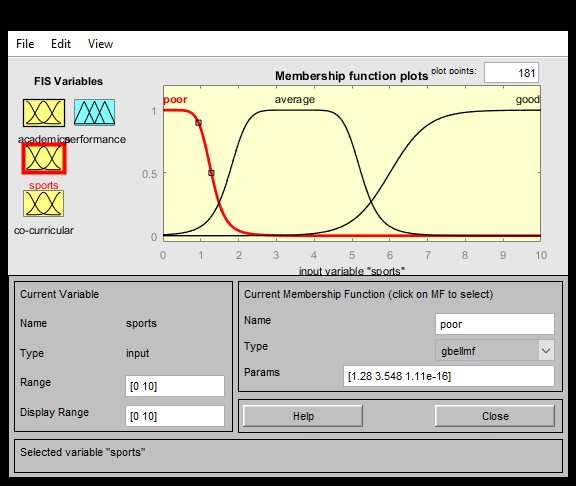 File Edit View
FIS Variables
Membership function plots plot points: 181
poor average good
academics performance
sports
co-curricular
1
0.5
0
0 1 2 3 4 5 6 7 8 9 10
input variable "sports"
Current Variable
Name sports
Type input
Range [0 10]
Display Range [0 10]
Current Membership Function (click on MF to select)
Name poor
Type gbellmf
Params [1.28 3.548 1.11e-16]
Help Close
Selected variable "sports"